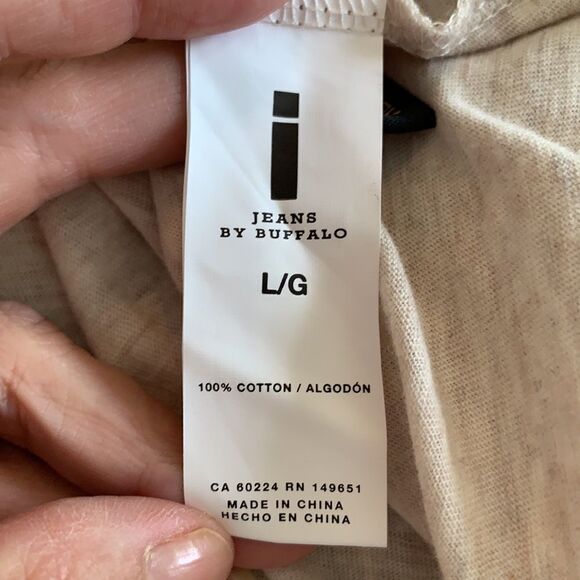 i
JEANS
BY BUFFALO
L/G
100% COTTON / ALGODÓN
CA 60224 RN 149651
MADE IN CHINA
HECHO EN CHINA